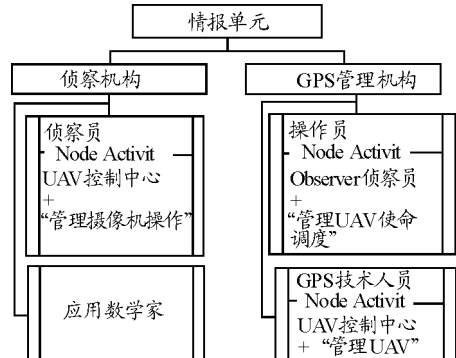 情报单元
侦察机构
GPS管理机构
侦察员
Node Activit
UAV控制中心
+
“管理摄像机操作”
操作员
Node Activit
Observer侦察员
+
“管理UAV使命
调度”
应用数学家
GPS技术人员
Node Activit
UAV控制中心
+ “管理UAV”